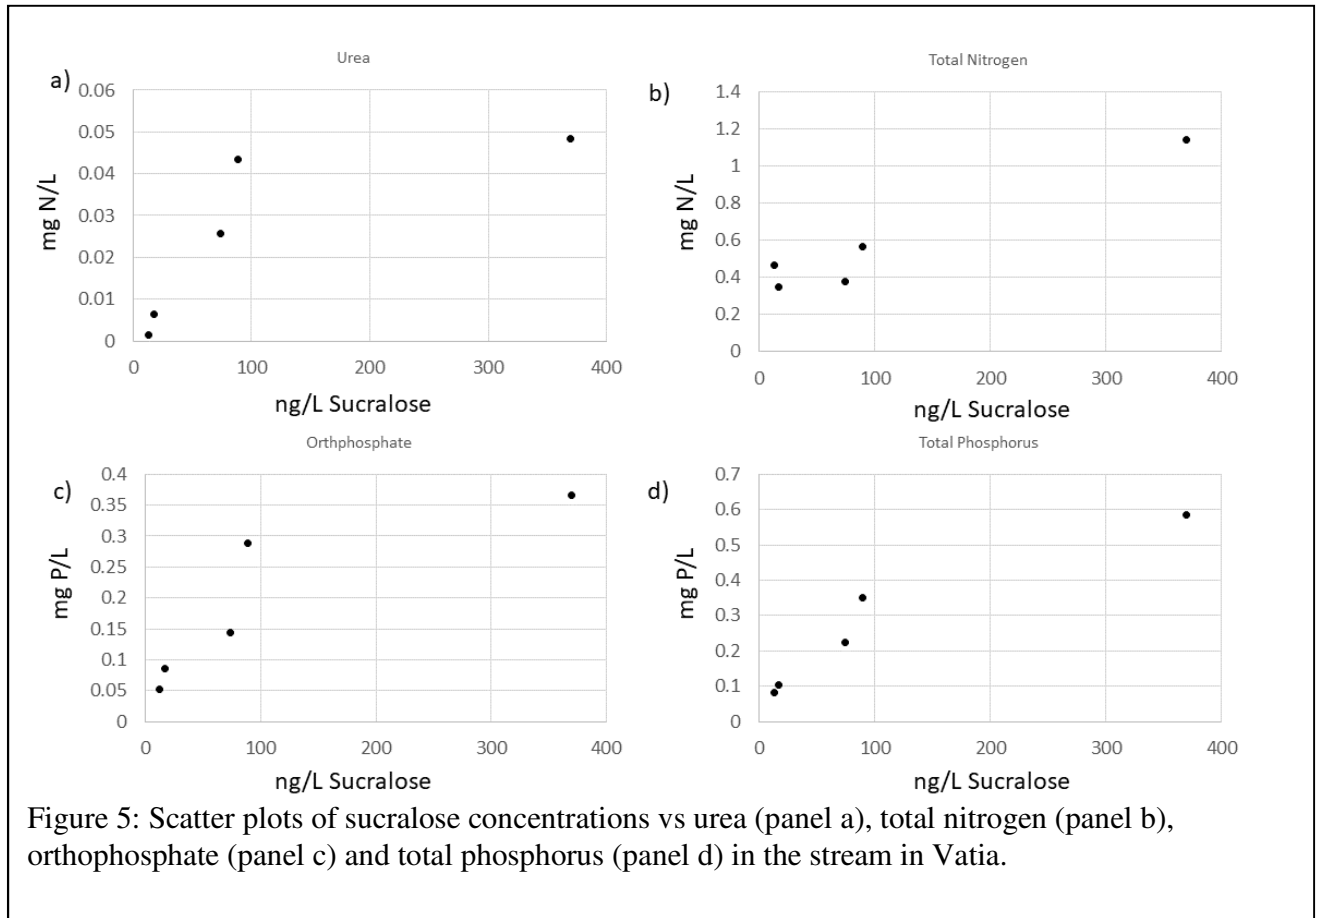 Urea
a)
0.06
0.05
0.04
0.03
0.02
0.01
0
mg N/L
0 100 200 300 400
ng/L Sucralose
Total Nitrogen
b)
1.4
1.2
1
0.8
0.6
0.4
0.2
0
mg N/L
0 100 200 300 400
ng/L Sucralose
Orthphosphate
c)
0.4
0.35
0.3
0.25
0.2
0.15
0.1
0.05
0
mg P/L
0 100 200 300 400
ng/L Sucralose
Total Phosphorus
d)
0.7
0.6
0.5
0.4
0.3
0.2
0.1
0
mg P/L
0 100 200 300 400
ng/L Sucralose
Figure 5: Scatter plots of sucralose concentrations vs urea (panel a), total nitrogen (panel b),
orthophosphate (panel c) and total phosphorus (panel d) in the stream in Vatia.